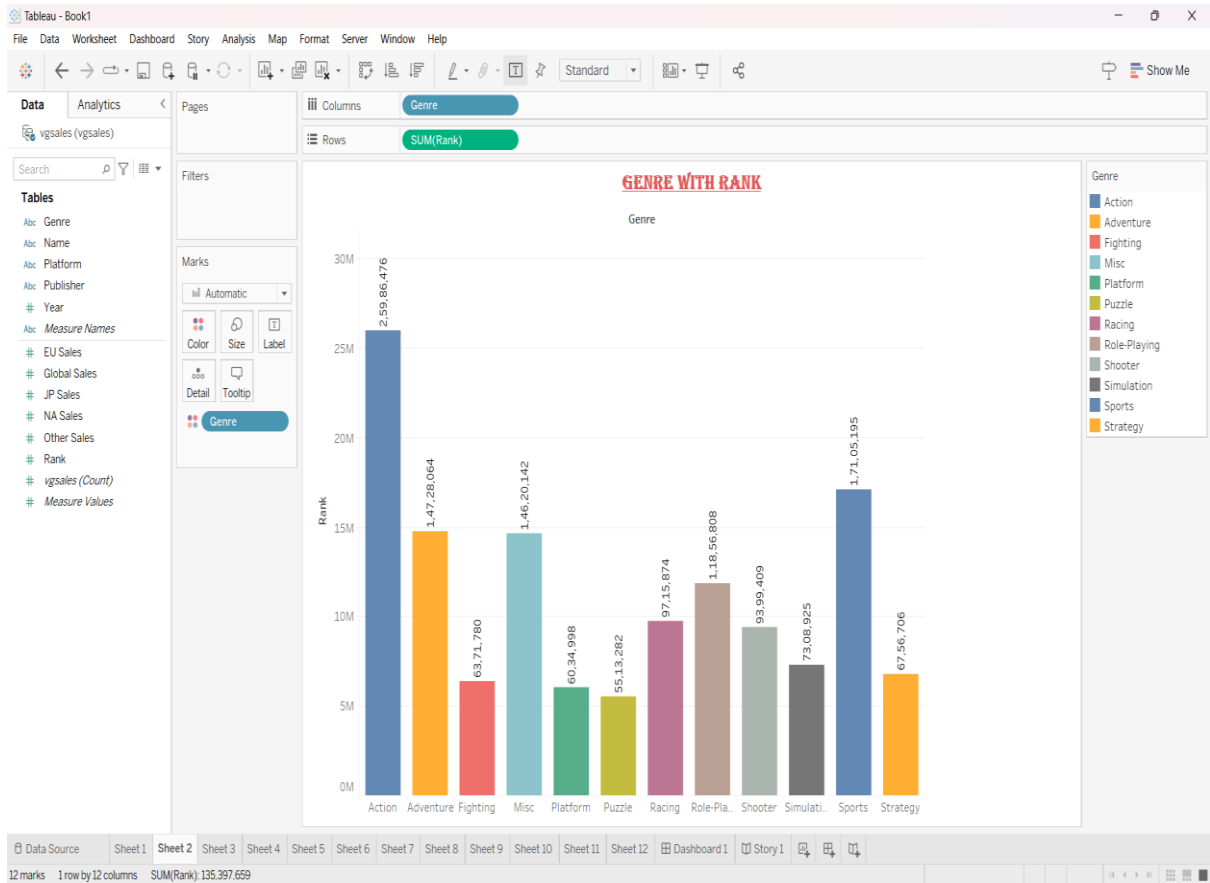 Tableau - Book1
File Data Worksheet Dashboard Story Analysis Map Format Server Window Help
Standard
Show Me
Data Analytics
vgsales (vgsales)
Search
Tables
Abc Genre
Abc Name
Abc Platform
Abc Publisher
# Year
Abc Measure Names
# EU Sales
# Global Sales
# JP Sales
# NA Sales
# Other Sales
# Rank
# vgsales (Count)
# Measure Values
Pages
Filters
Marks
Automatic
Color Size Label
Detail Tooltip
Genre
Columns Genre
Rows SUM(Rank)
GENRE WITH RANK
Genre
Rank
30M
25M
20M
15M
10M
5M
0M
2,59,86,476
1,47,28,064
63,71,780
1,46,20,142
60,34,998
55,13,282
97,15,874
1,18,56,808
93,99,409
73,08,925
1,71,05,195
67,56,706
Action Adventure Fighting Misc Platform Puzzle Racing Role-Pla.. Shooter Simulati.. Sports Strategy
Genre
Action
Adventure
Fighting
Misc
Platform
Puzzle
Racing
Role-Playing
Shooter
Simulation
Sports
Strategy
Data Source Sheet 1 Sheet 2 Sheet 3 Sheet 4 Sheet 5 Sheet 6 Sheet 7 Sheet 8 Sheet 9 Sheet 10 Sheet 11 Sheet 12 Dashboard 1 Story 1
12 marks 1 row by 12 columns SUM(Rank): 135,397,659